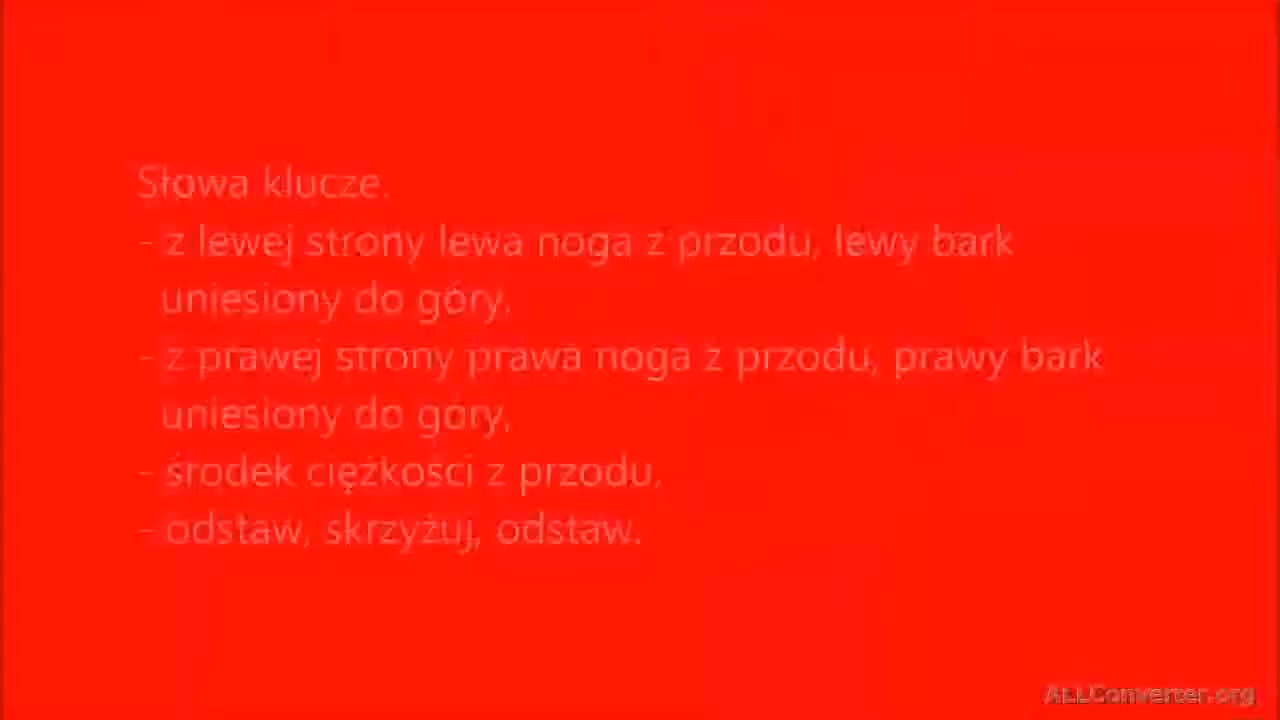 Słowa klucze.
- z lewej strony lewa noga z przodu, lewy bark
uniesiony do góry,
- z prawej strony prawa noga z przodu, prawy bark
uniesiony do góry,
- środek ciężkości z przodu,
- odstaw, skrzyżuj, odstaw.
ALLConverter.org